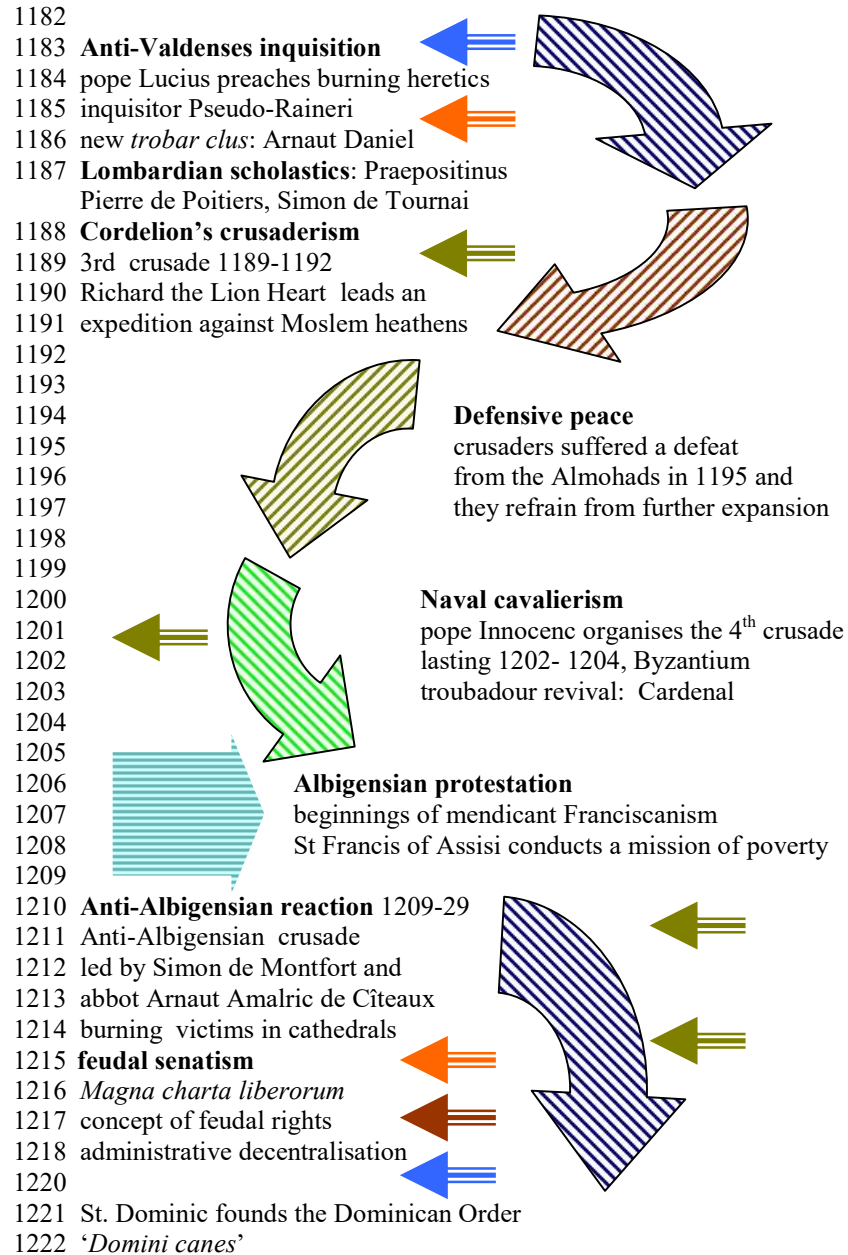 1182
1183 Anti-Valdenses inquisition
1184 pope Lucius preaches burning heretics
1185 inquisitor Pseudo-Raineri
1186 new trobar clus: Arnaut Daniel
1187 Lombardian scholastics: Praepositinus
Pierre de Poitiers, Simon de Tournai
1188 Cordelion’s crusaderism
1189 3rd crusade 1189-1192
1190 Richard the Lion Heart leads an
1191 expedition against Moslem heathens
1192
1193
1194 Defensive peace
1195 crusaders suffered a defeat
1196 from the Almohads in 1195 and
1197 they refrain from further expansion
1198
1199
1200 Naval cavalierism
1201 pope Innocenc organises the 4th crusade
1202 lasting 1202- 1204, Byzantium
1203 troubadour revival: Cardenal
1204
1205
1206 Albigensian protestation
1207 beginnings of mendicant Franciscanism
1208 St Francis of Assisi conducts a mission of poverty
1209
1210 Anti-Albigensian reaction 1209-29
1211 Anti-Albigensian crusade
1212 led by Simon de Montfort and
1213 abbot Arnaut Amalric de Cîteaux
1214 burning victims in cathedrals
1215 feudal senatism
1216 Magna charta liberorum
1217 concept of feudal rights
1218 administrative decentralisation
1220
1221 St. Dominic founds the Dominican Order
1222 ‘Domini canes’